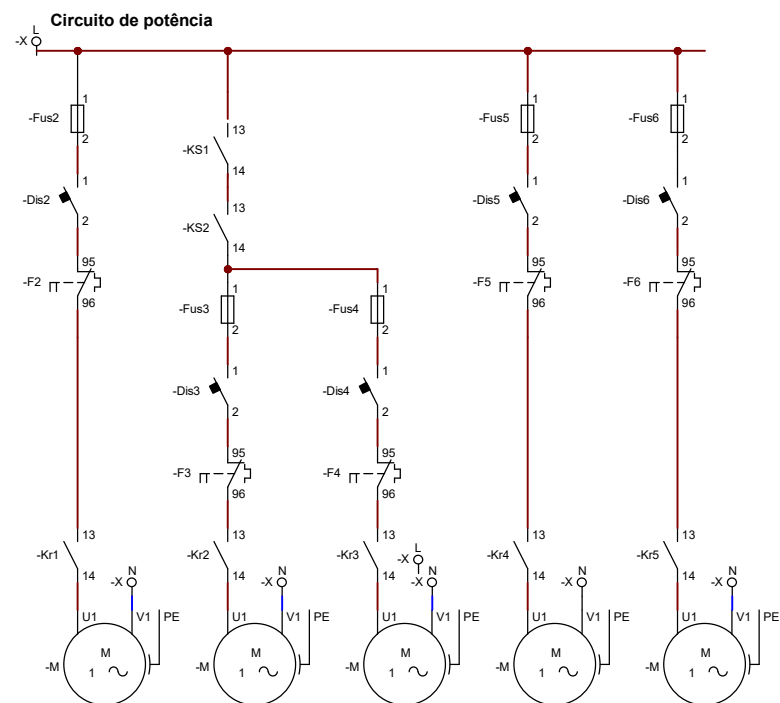 Circuito de potência
L
-X
1
-Fus2
2
1
-Dis2
2
95
-F2
96
13
-Kr1
14
N
-X
U1
V1
PE
M
-M
1
13
-KS1
14
13
-KS2
14
1
-Fus3
2
1
-Dis3
2
95
-F3
96
13
-Kr2
14
N
-X
U1
V1
PE
M
-M
1
1
-Fus4
2
1
-Dis4
2
95
-F4
96
13
-Kr3
14
L
-X
N
-X
U1
V1
PE
M
-M
1
1
-Fus5
2
1
-Dis5
2
95
-F5
96
13
-Kr4
14
N
-X
U1
V1
PE
M
-M
1
1
-Fus6
2
1
-Dis6
2
95
-F6
96
13
-Kr5
14
N
-X
U1
V1
PE
M
-M
1